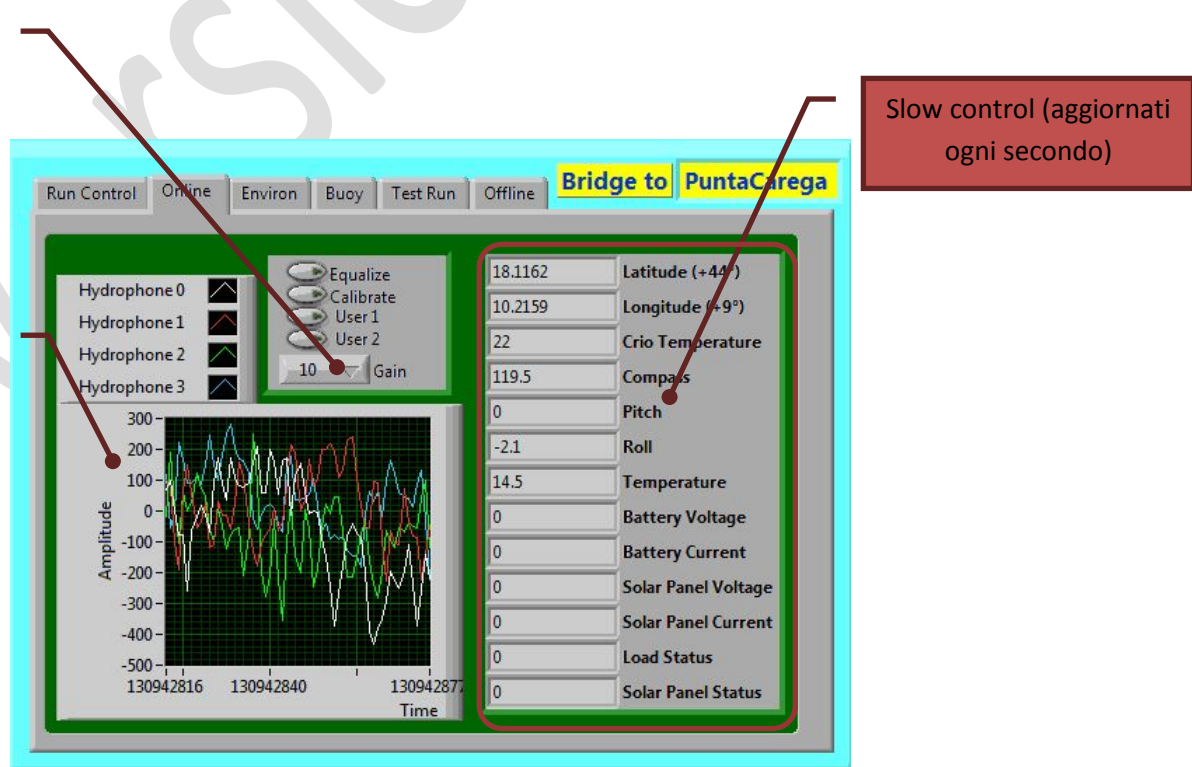 Slow control (aggiornati
ogni secondo)
Run Control
Online
Environ
Buoy
Test Run
Offline
Bridge to
PuntaCarega
Hydrophone 0
Hydrophone 1
Hydrophone 2
Hydrophone 3
Equalize
Calibrate
User 1
User 2
10
Gain
300
200
100
0
-100
-200
-300
-400
-500
Amplitude
130942816
130942840
130942877
Time
18.1162 Latitude (+44°)
10.2159 Longitude (+9°)
22 Crio Temperature
119.5 Compass
0 Pitch
-2.1 Roll
14.5 Temperature
0 Battery Voltage
0 Battery Current
0 Solar Panel Voltage
0 Solar Panel Current
0 Load Status
0 Solar Panel Status